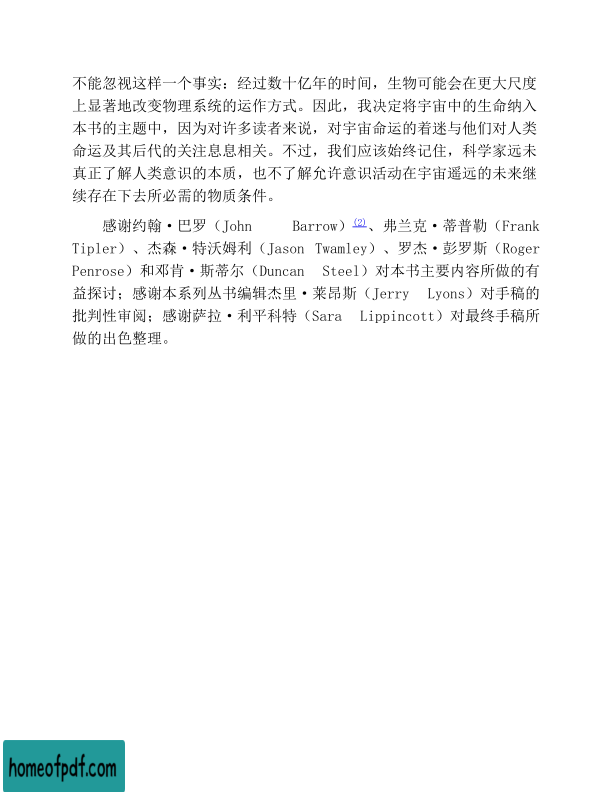 不能忽视这样一个事实：经过数十亿年的时间，生物可能会在更大尺度
上显著地改变物理系统的运作方式。因此，我决定将宇宙中的生命纳入
本书的主题中，因为对许多读者来说，对宇宙命运的着迷与他们对人类
命运及其后代的关注息息相关。不过，我们应该始终记住，科学家远未
真正了解人类意识的本质，也不了解允许意识活动在宇宙遥远的未来继
续存在下去所必需的物质条件。
感谢约翰·巴罗（John Barrow）(2)、弗兰克·蒂普勒（Frank
Tipler）、杰森·特沃姆利（Jason Twamley）、罗杰·彭罗斯（Roger
Penrose）和邓肯·斯蒂尔（Duncan Steel）对本书主要内容所做的有
益探讨；感谢本系列丛书编辑杰里·莱昂斯（Jerry Lyons）对手稿的
批判性审阅；感谢萨拉·利平科特（Sara Lippincott）对最终手稿所
做的出色整理。
homeofpdf.com